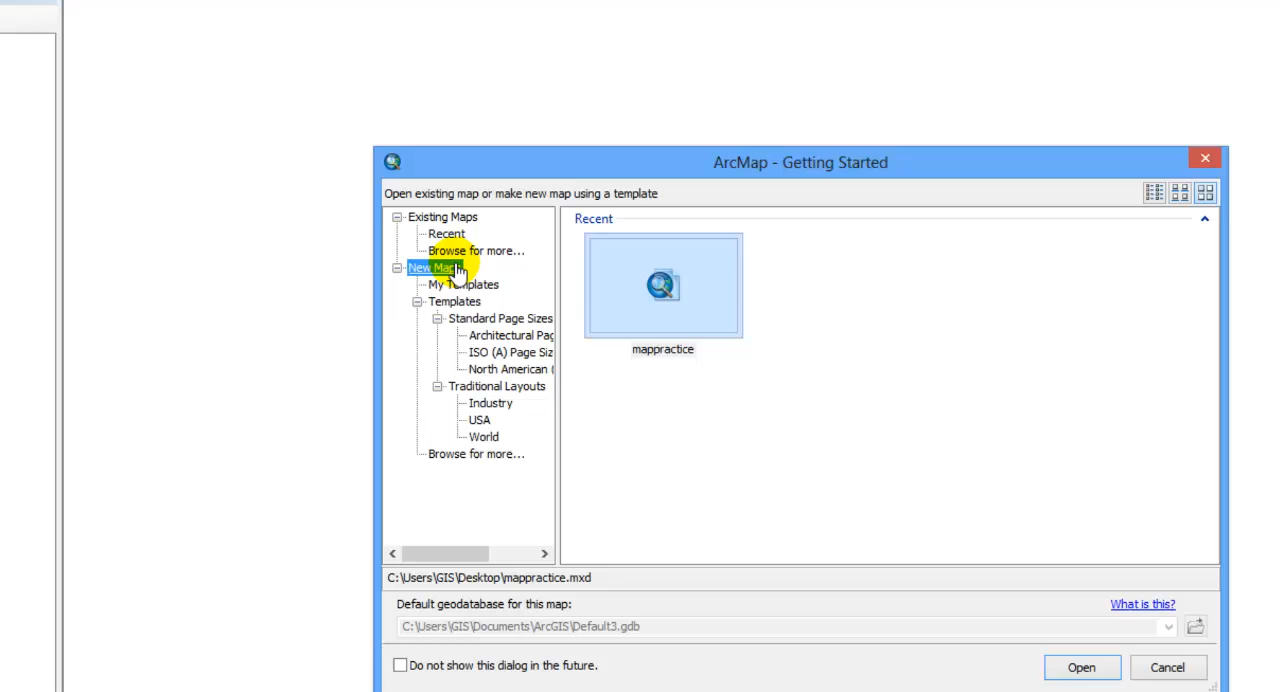 ArcMap - Getting Started
Open existing map or make new map using a template
Existing Maps
Recent
Browse for more...
New Maps
My Templates
Templates
Standard Page Sizes
Architectural Pag
ISO (A) Page Siz
North American (
Traditional Layouts
Industry
USA
World
Browse for more...
Recent
mappractice
C:\Users\GIS\Desktop\mappractice.mxd
Default geodatabase for this map:
What is this?
C:\Users\GIS\Documents\ArcGIS\Default3.gdb
Do not show this dialog in the future.
Open
Cancel